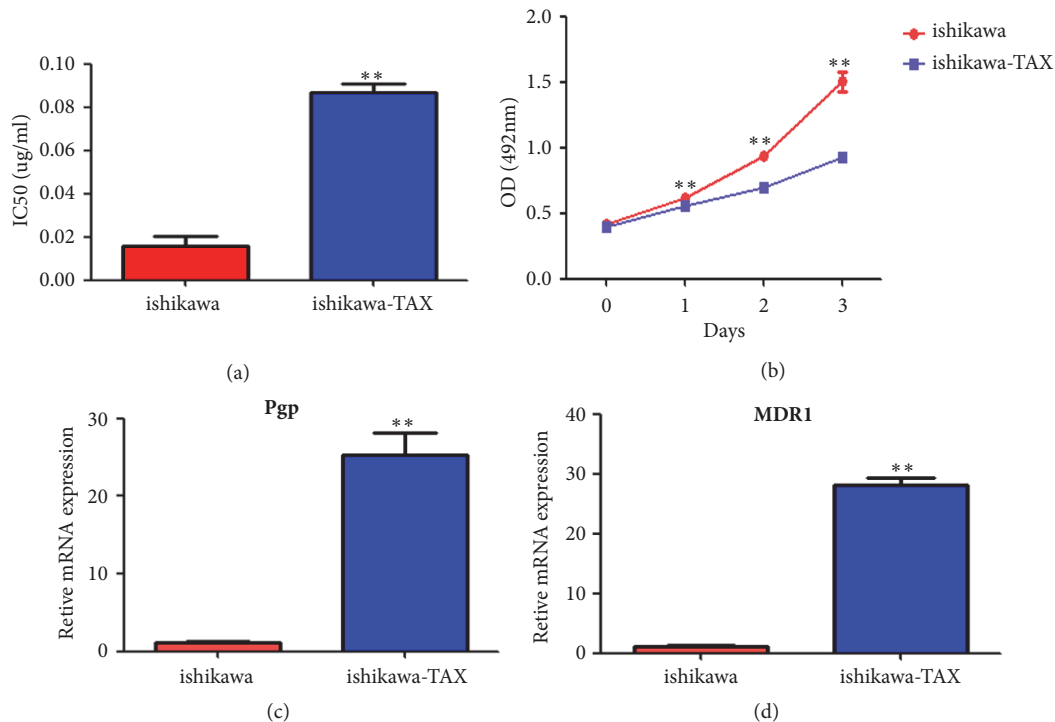 0.10
0.08
0.06
0.04
0.02
0.00
IC50 (ug/ml)
**
ishikawa
ishikawa-TAX
(a)
2.0
1.5
1.0
0.5
0.0
OD (492nm)
**
**
**
0
1
2
3
Days
ishikawa
ishikawa-TAX
(b)
Pgp
30
20
10
0
Retive mRNA expression
**
ishikawa
ishikawa-TAX
(c)
MDR1
40
30
20
10
0
Retive mRNA expression
**
ishikawa
ishikawa-TAX
(d)